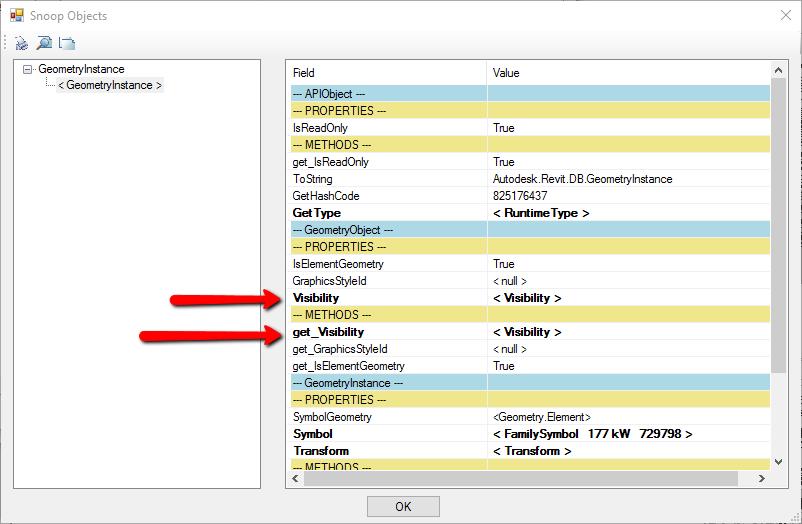 Snoop Objects
GeometryInstance
< GeometryInstance >
Field Value
--- APIObject ---
--- PROPERTIES ---
IsReadOnly True
--- METHODS ---
get_IsReadOnly True
ToString Autodesk.Revit.DB.GeometryInstance
GetHashCode 825176437
GetType < RuntimeType >
--- GeometryObject ---
--- PROPERTIES ---
IsElementGeometry True
GraphicsStyleId < null >
Visibility < Visibility >
--- METHODS ---
get_Visibility < Visibility >
get_GraphicsStyleId < null >
get_IsElementGeometry True
--- GeometryInstance ---
--- PROPERTIES ---
SymbolGeometry <Geometry.Element>
Symbol < FamilySymbol 177 kW 729798 >
Transform < Transform >
--- METHODS ---
OK